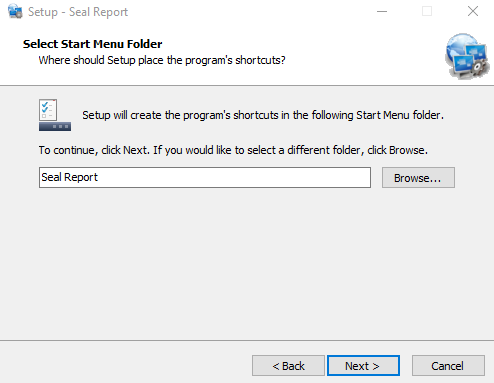 Setup - Seal Report
Select Start Menu Folder
Where should Setup place the program's shortcuts?
Setup will create the program's shortcuts in the following Start Menu folder.
To continue, click Next. If you would like to select a different folder, click Browse.
Seal Report
Browse...
< Back
Next >
Cancel